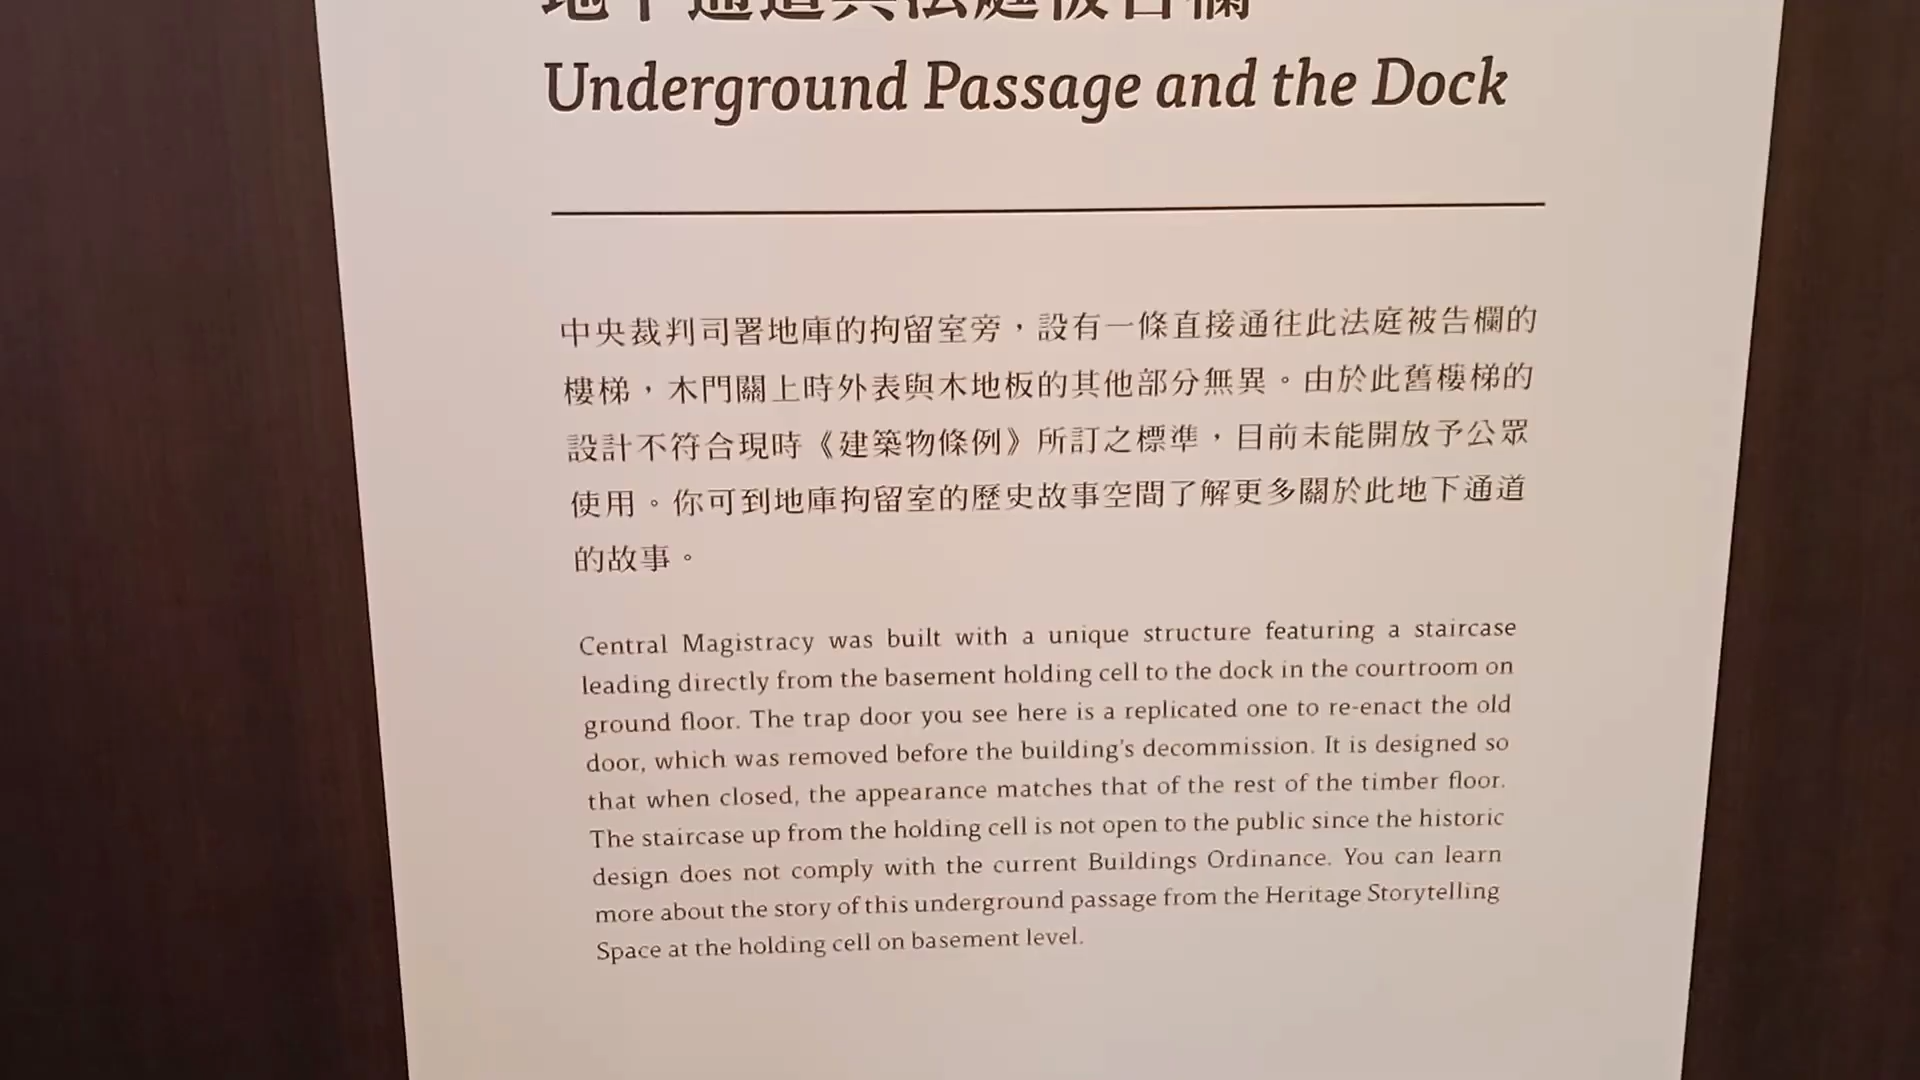 地下通道與法庭被告欄
Underground Passage and the Dock
中央裁判司署地庫的拘留室旁，設有一條直接通往此法庭被告欄的
樓梯，木門關上時外表與木地板的其他部分無異。由於此舊樓梯的
設計不符合現時《建築物條例》所訂之標準，目前未能開放予公眾
使用。你可到地庫拘留室的歷史故事空間了解更多關於此地下通道
的故事。
Central Magistracy was built with a unique structure featuring a staircase
leading directly from the basement holding cell to the dock in the courtroom on
ground floor. The trap door you see here is a replicated one to re-enact the old
door, which was removed before the building's decommission. It is designed so
that when closed, the appearance matches that of the rest of the timber floor.
The staircase up from the holding cell is not open to the public since the historic
design does not comply with the current Buildings Ordinance. You can learn
more about the story of this underground passage from the Heritage Storytelling
Space at the holding cell on basement level.